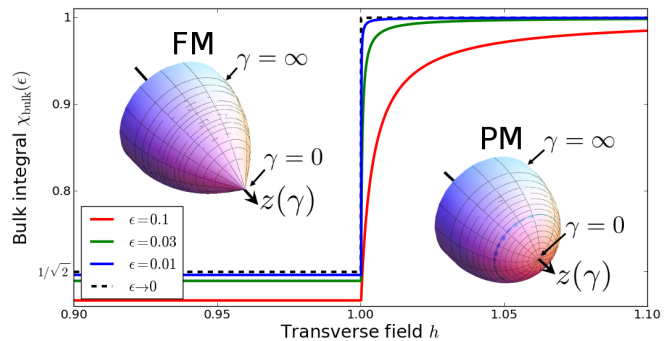 FM
γ = ∞
γ = 0
z(γ)
PM
γ = ∞
γ = 0
z(γ)
Bulk integral χ_bulk(ϵ)
1
0.9
0.8
1/√2
ϵ=0.1
ϵ=0.03
ϵ=0.01
ϵ→0
0.90
0.95
1.00
1.05
1.10
Transverse field h